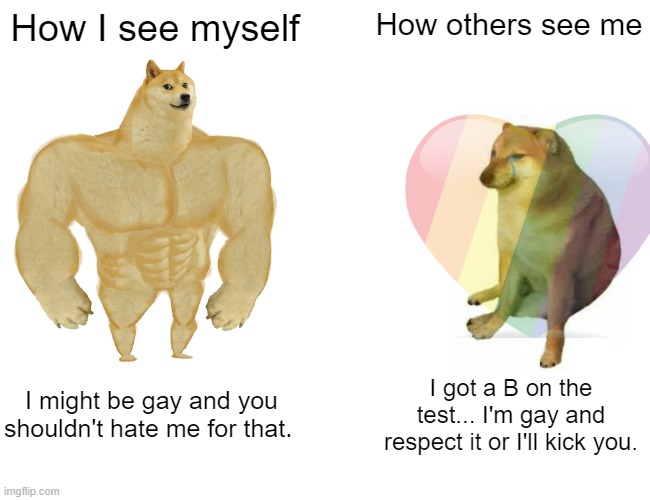 How I see myself
How others see me
I might be gay and you
shouldn't hate me for that.
I got a B on the
test... I'm gay and
respect it or I'll kick you.
imgflip.com